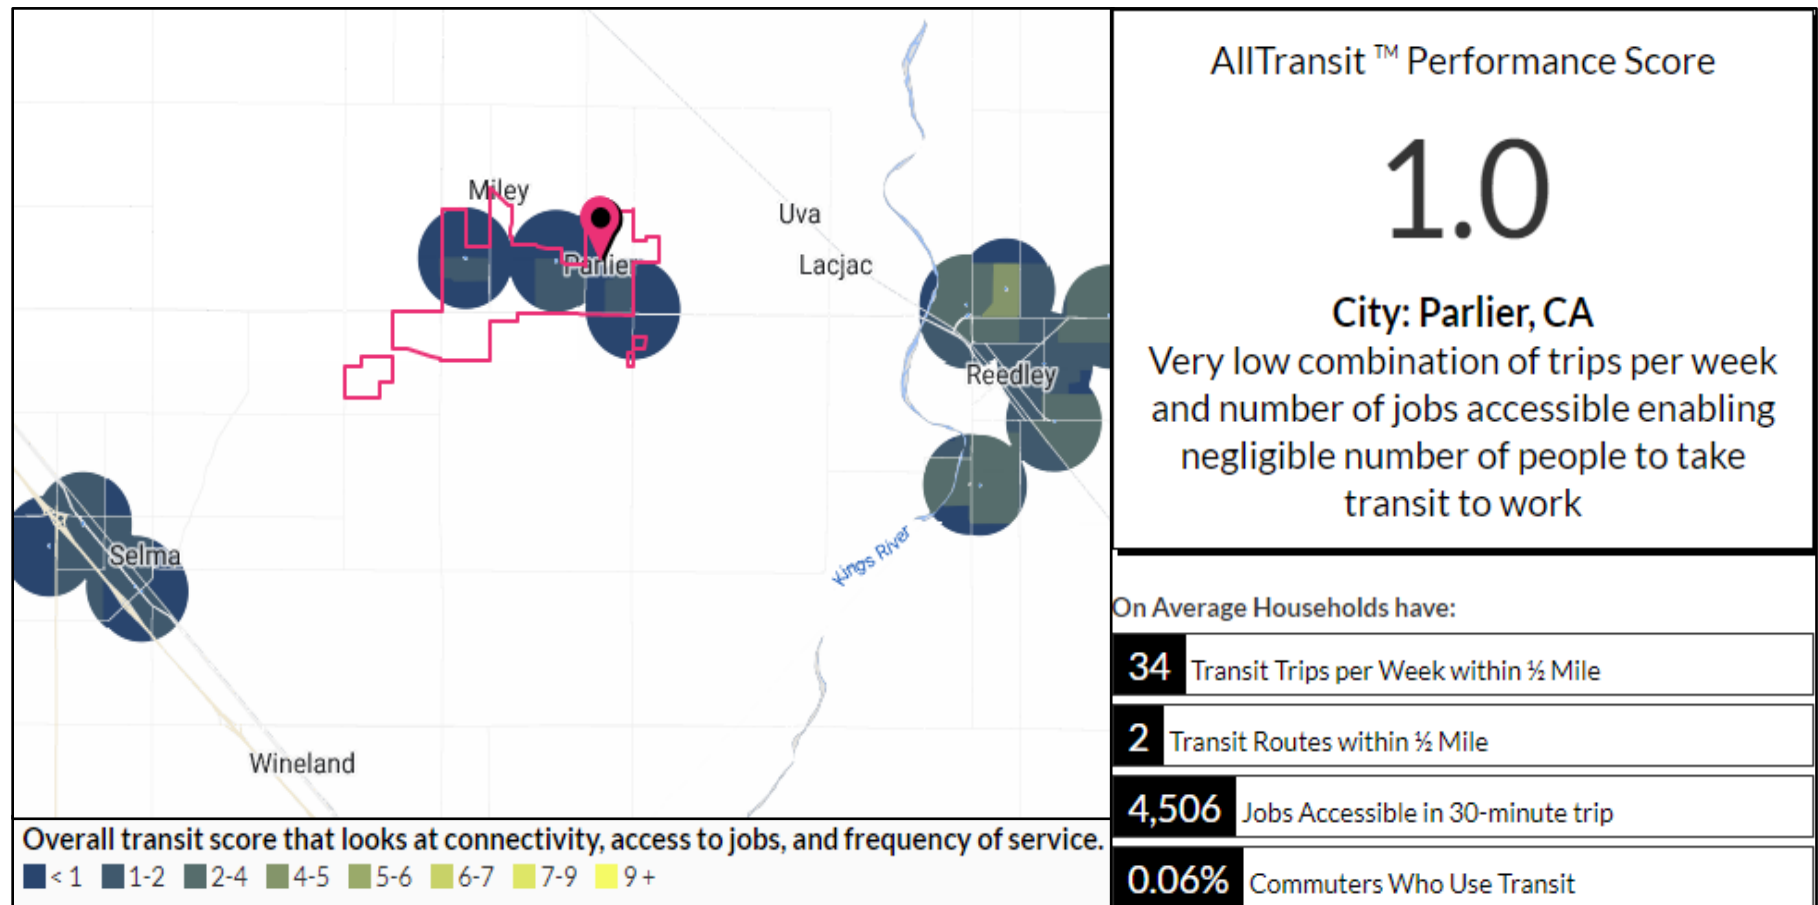 Miley
Uva
Parlier
Lacjac
Reedley
Kings River
Selma
Wineland
Overall transit score that looks at connectivity, access to jobs, and frequency of service.
< 1 1-2 2-4 4-5 5-6 6-7 7-9 9 +
AllTransit ™ Performance Score
1.0
City: Parlier, CA
Very low combination of trips per week
and number of jobs accessible enabling
negligible number of people to take
transit to work
On Average Households have:
34 Transit Trips per Week within ½ Mile
2 Transit Routes within ½ Mile
4,506 Jobs Accessible in 30-minute trip
0.06% Commuters Who Use Transit